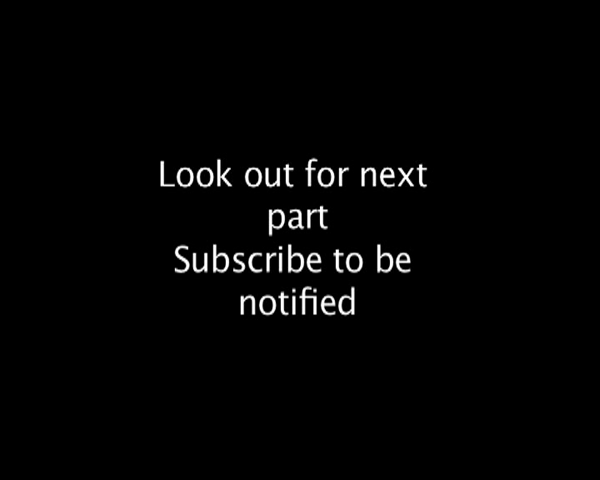 Look out for next
part
Subscribe to be
notified